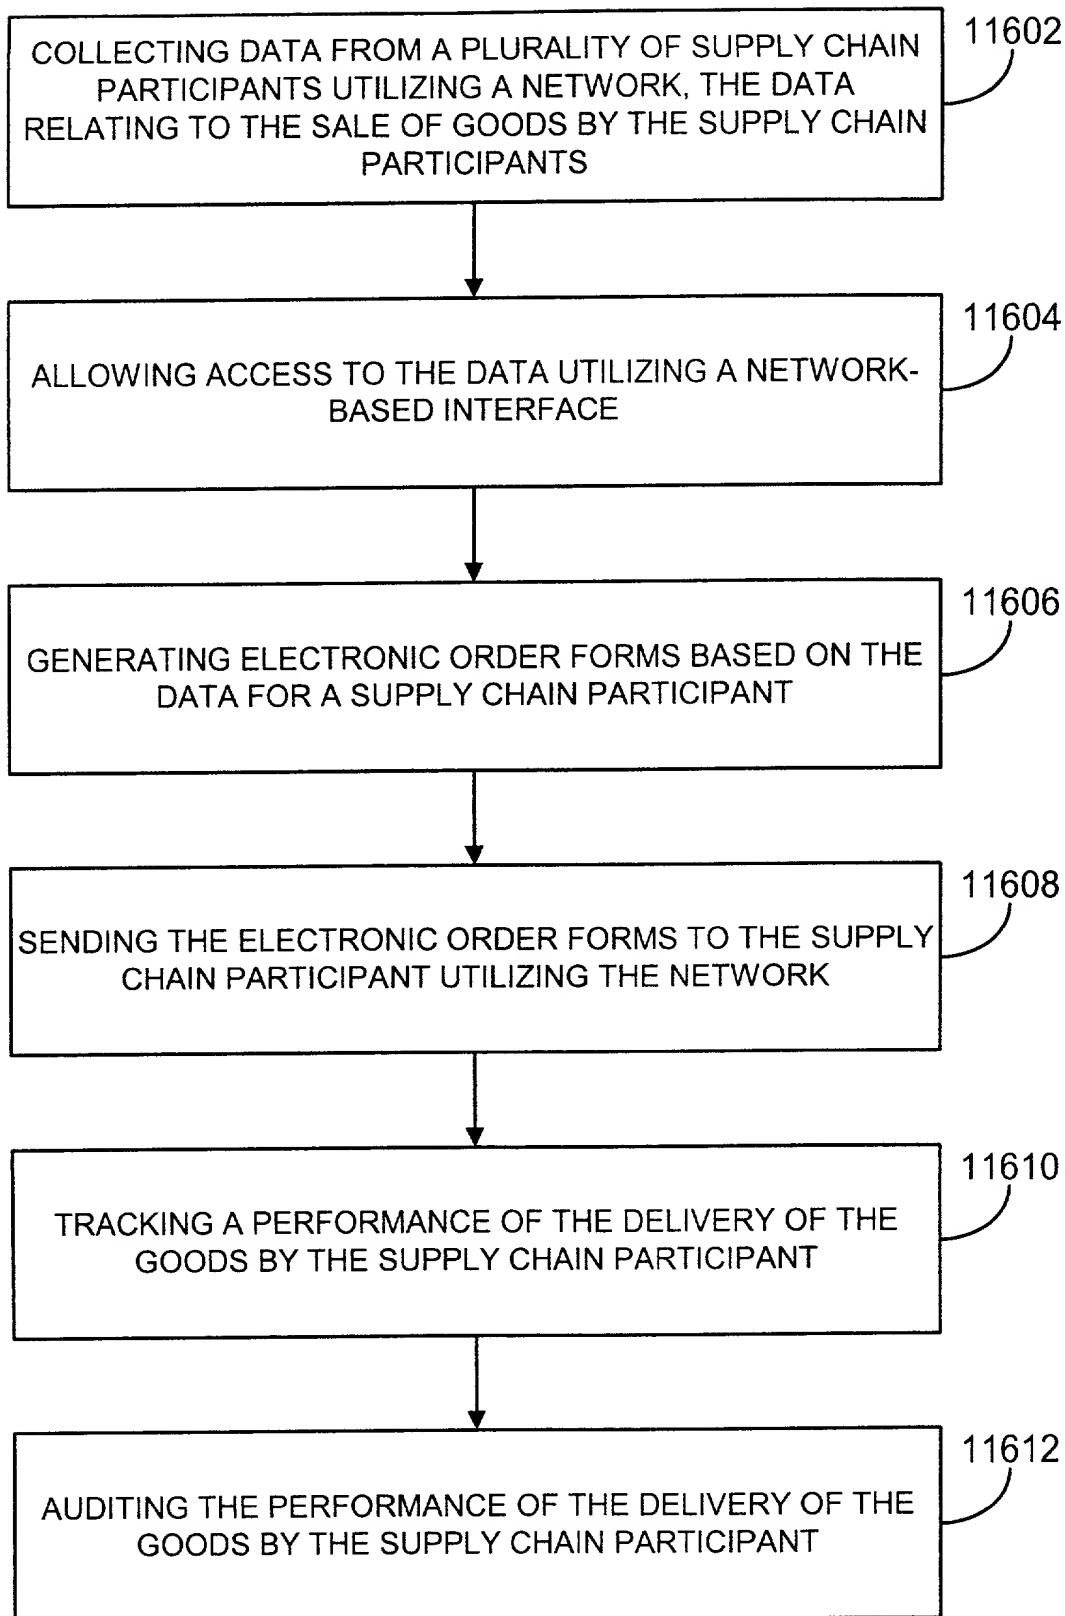 11602
COLLECTING DATA FROM A PLURALITY OF SUPPLY CHAIN
PARTICIPANTS UTILIZING A NETWORK, THE DATA
RELATING TO THE SALE OF GOODS BY THE SUPPLY CHAIN
PARTICIPANTS
11604
ALLOWING ACCESS TO THE DATA UTILIZING A NETWORK-
BASED INTERFACE
11606
GENERATING ELECTRONIC ORDER FORMS BASED ON THE
DATA FOR A SUPPLY CHAIN PARTICIPANT
11608
SENDING THE ELECTRONIC ORDER FORMS TO THE SUPPLY
CHAIN PARTICIPANT UTILIZING THE NETWORK
11610
TRACKING A PERFORMANCE OF THE DELIVERY OF THE
GOODS BY THE SUPPLY CHAIN PARTICIPANT
11612
AUDITING THE PERFORMANCE OF THE DELIVERY OF THE
GOODS BY THE SUPPLY CHAIN PARTICIPANT